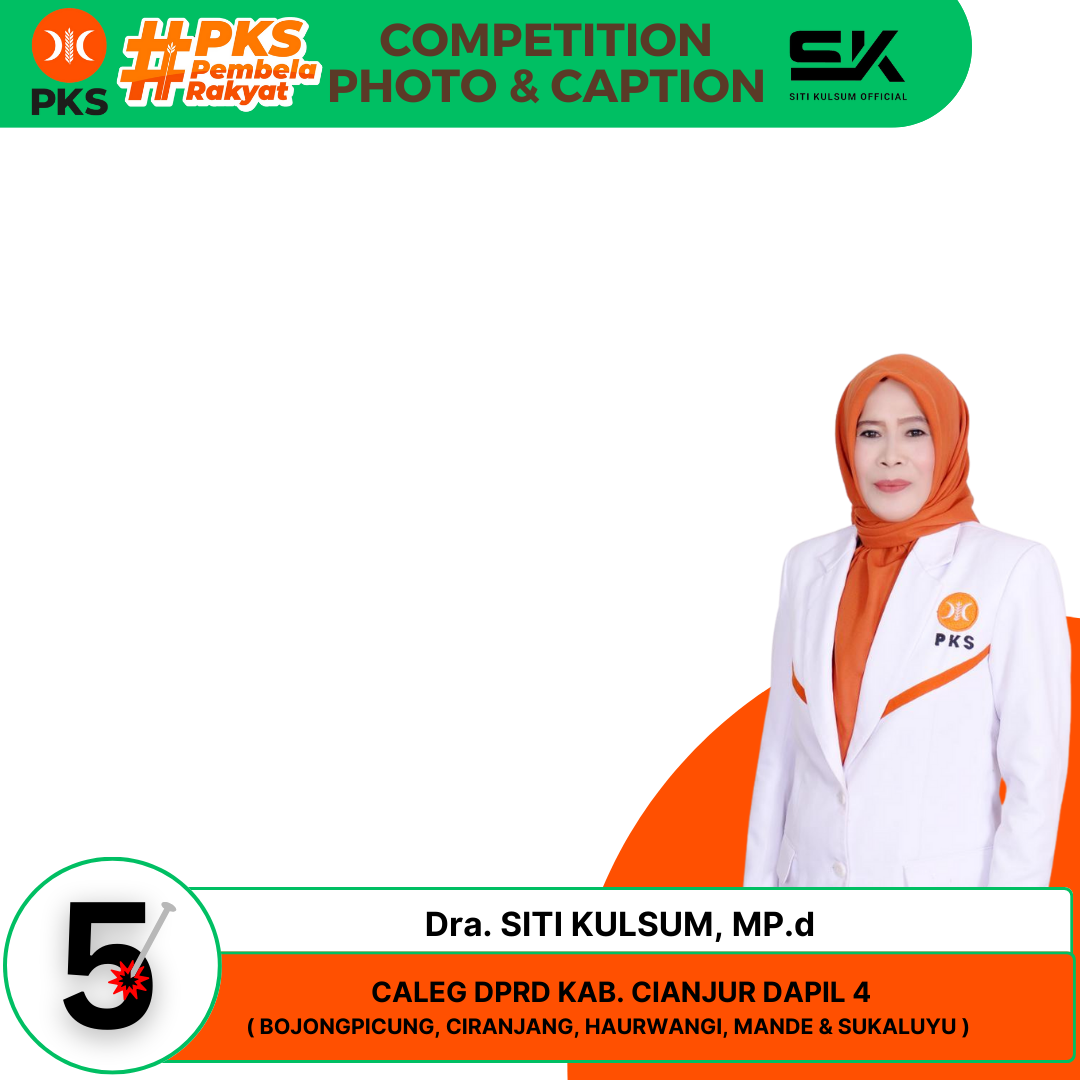 PKS
#PKS
Pembela
Rakyat
COMPETITION
PHOTO & CAPTION
SK
SITI KULSUM OFFICIAL
PKS
5
Dra. SITI KULSUM, MP.d
CALEG DPRD KAB. CIANJUR DAPIL 4
( BOJONGPICUNG, CIRANJANG, HAURWANGI, MANDE & SUKALUYU )